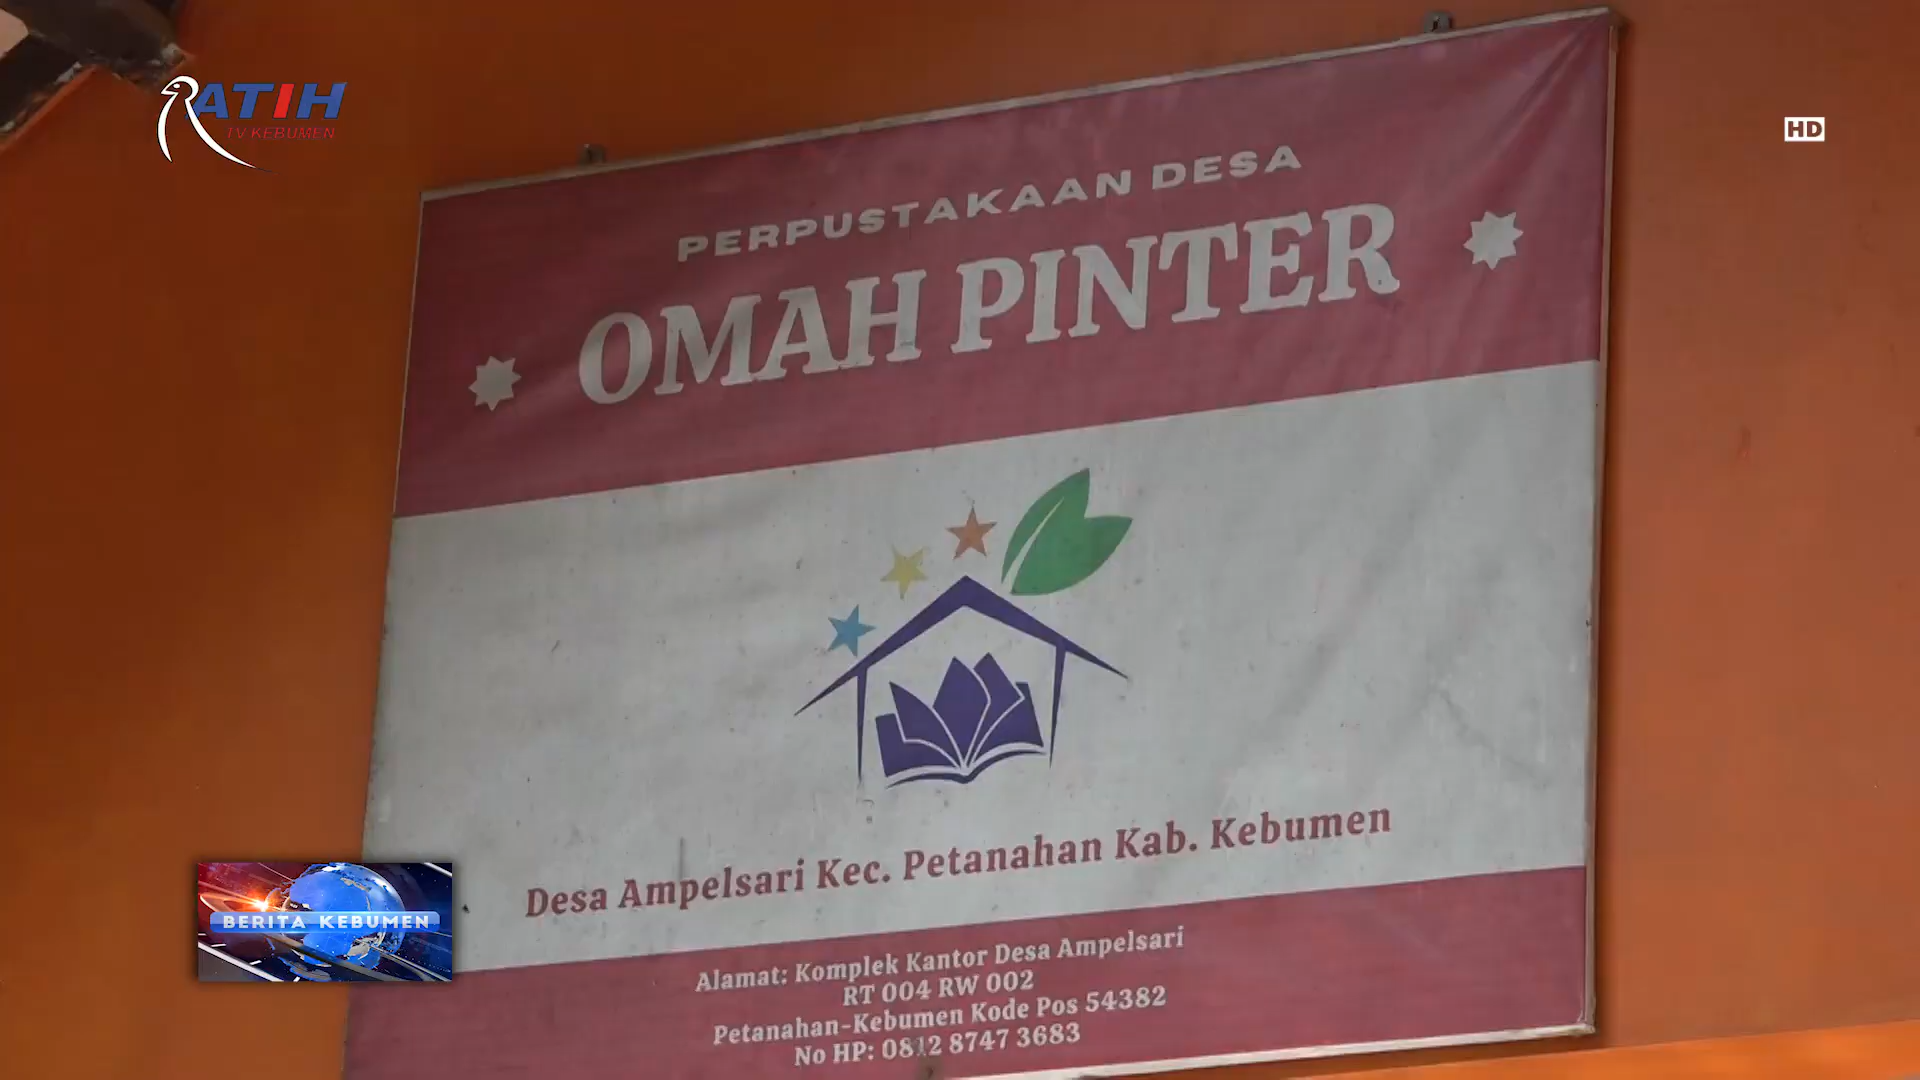 RATIH
TV KEBUMEN
HD
PERPUSTAKAAN DESA
OMAH PINTER
Desa Ampelsari Kec. Petanahan Kab. Kebumen
BERITA KEBUMEN
Alamat: Komplek Kantor Desa Ampelsari
RT 004 RW 002
Petanahan-Kebumen Kode Pos 54382
No HP: 0812 8747 3683